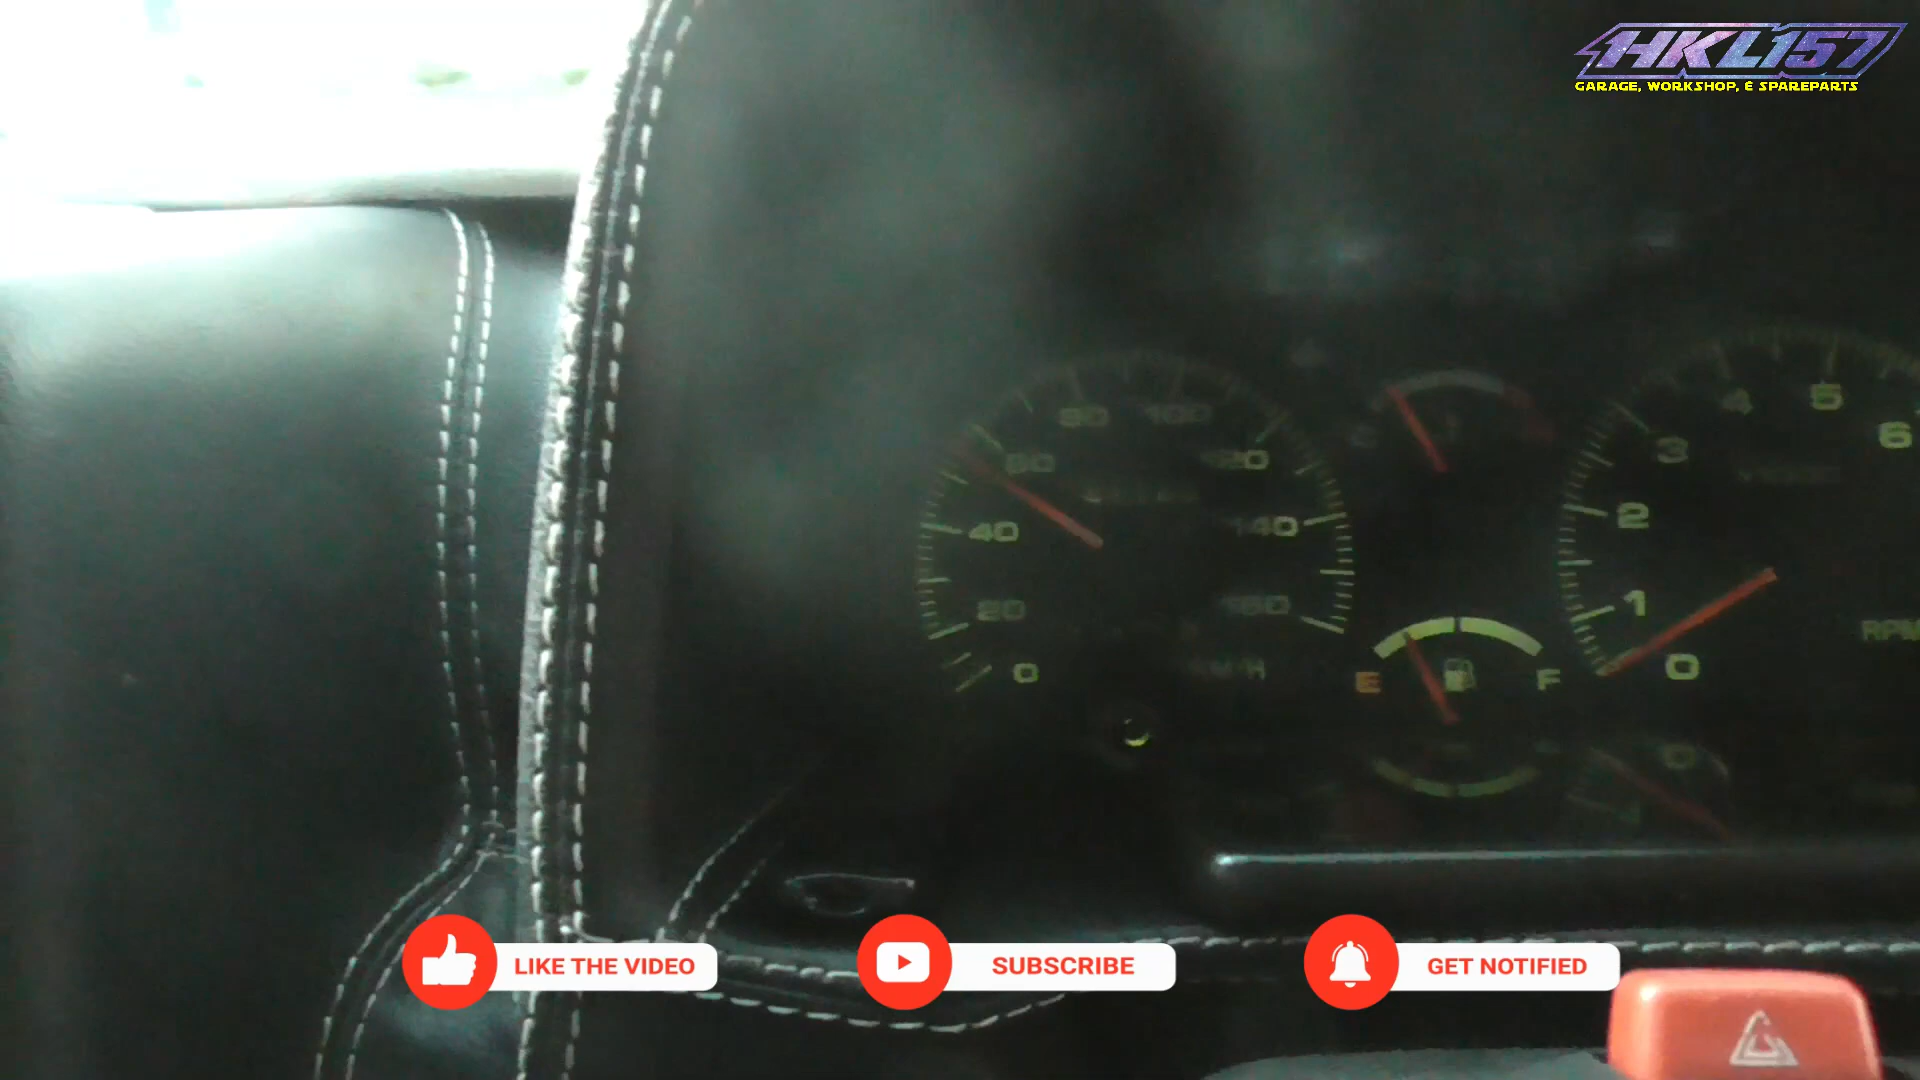 HKL157
GARAGE, WORKSHOP, & SPAREPARTS
80 100
60 120
40 140
20 160
0 KM/H
E F
0 1 2 3 4 5 6
RPM
LIKE THE VIDEO
SUBSCRIBE
GET NOTIFIED